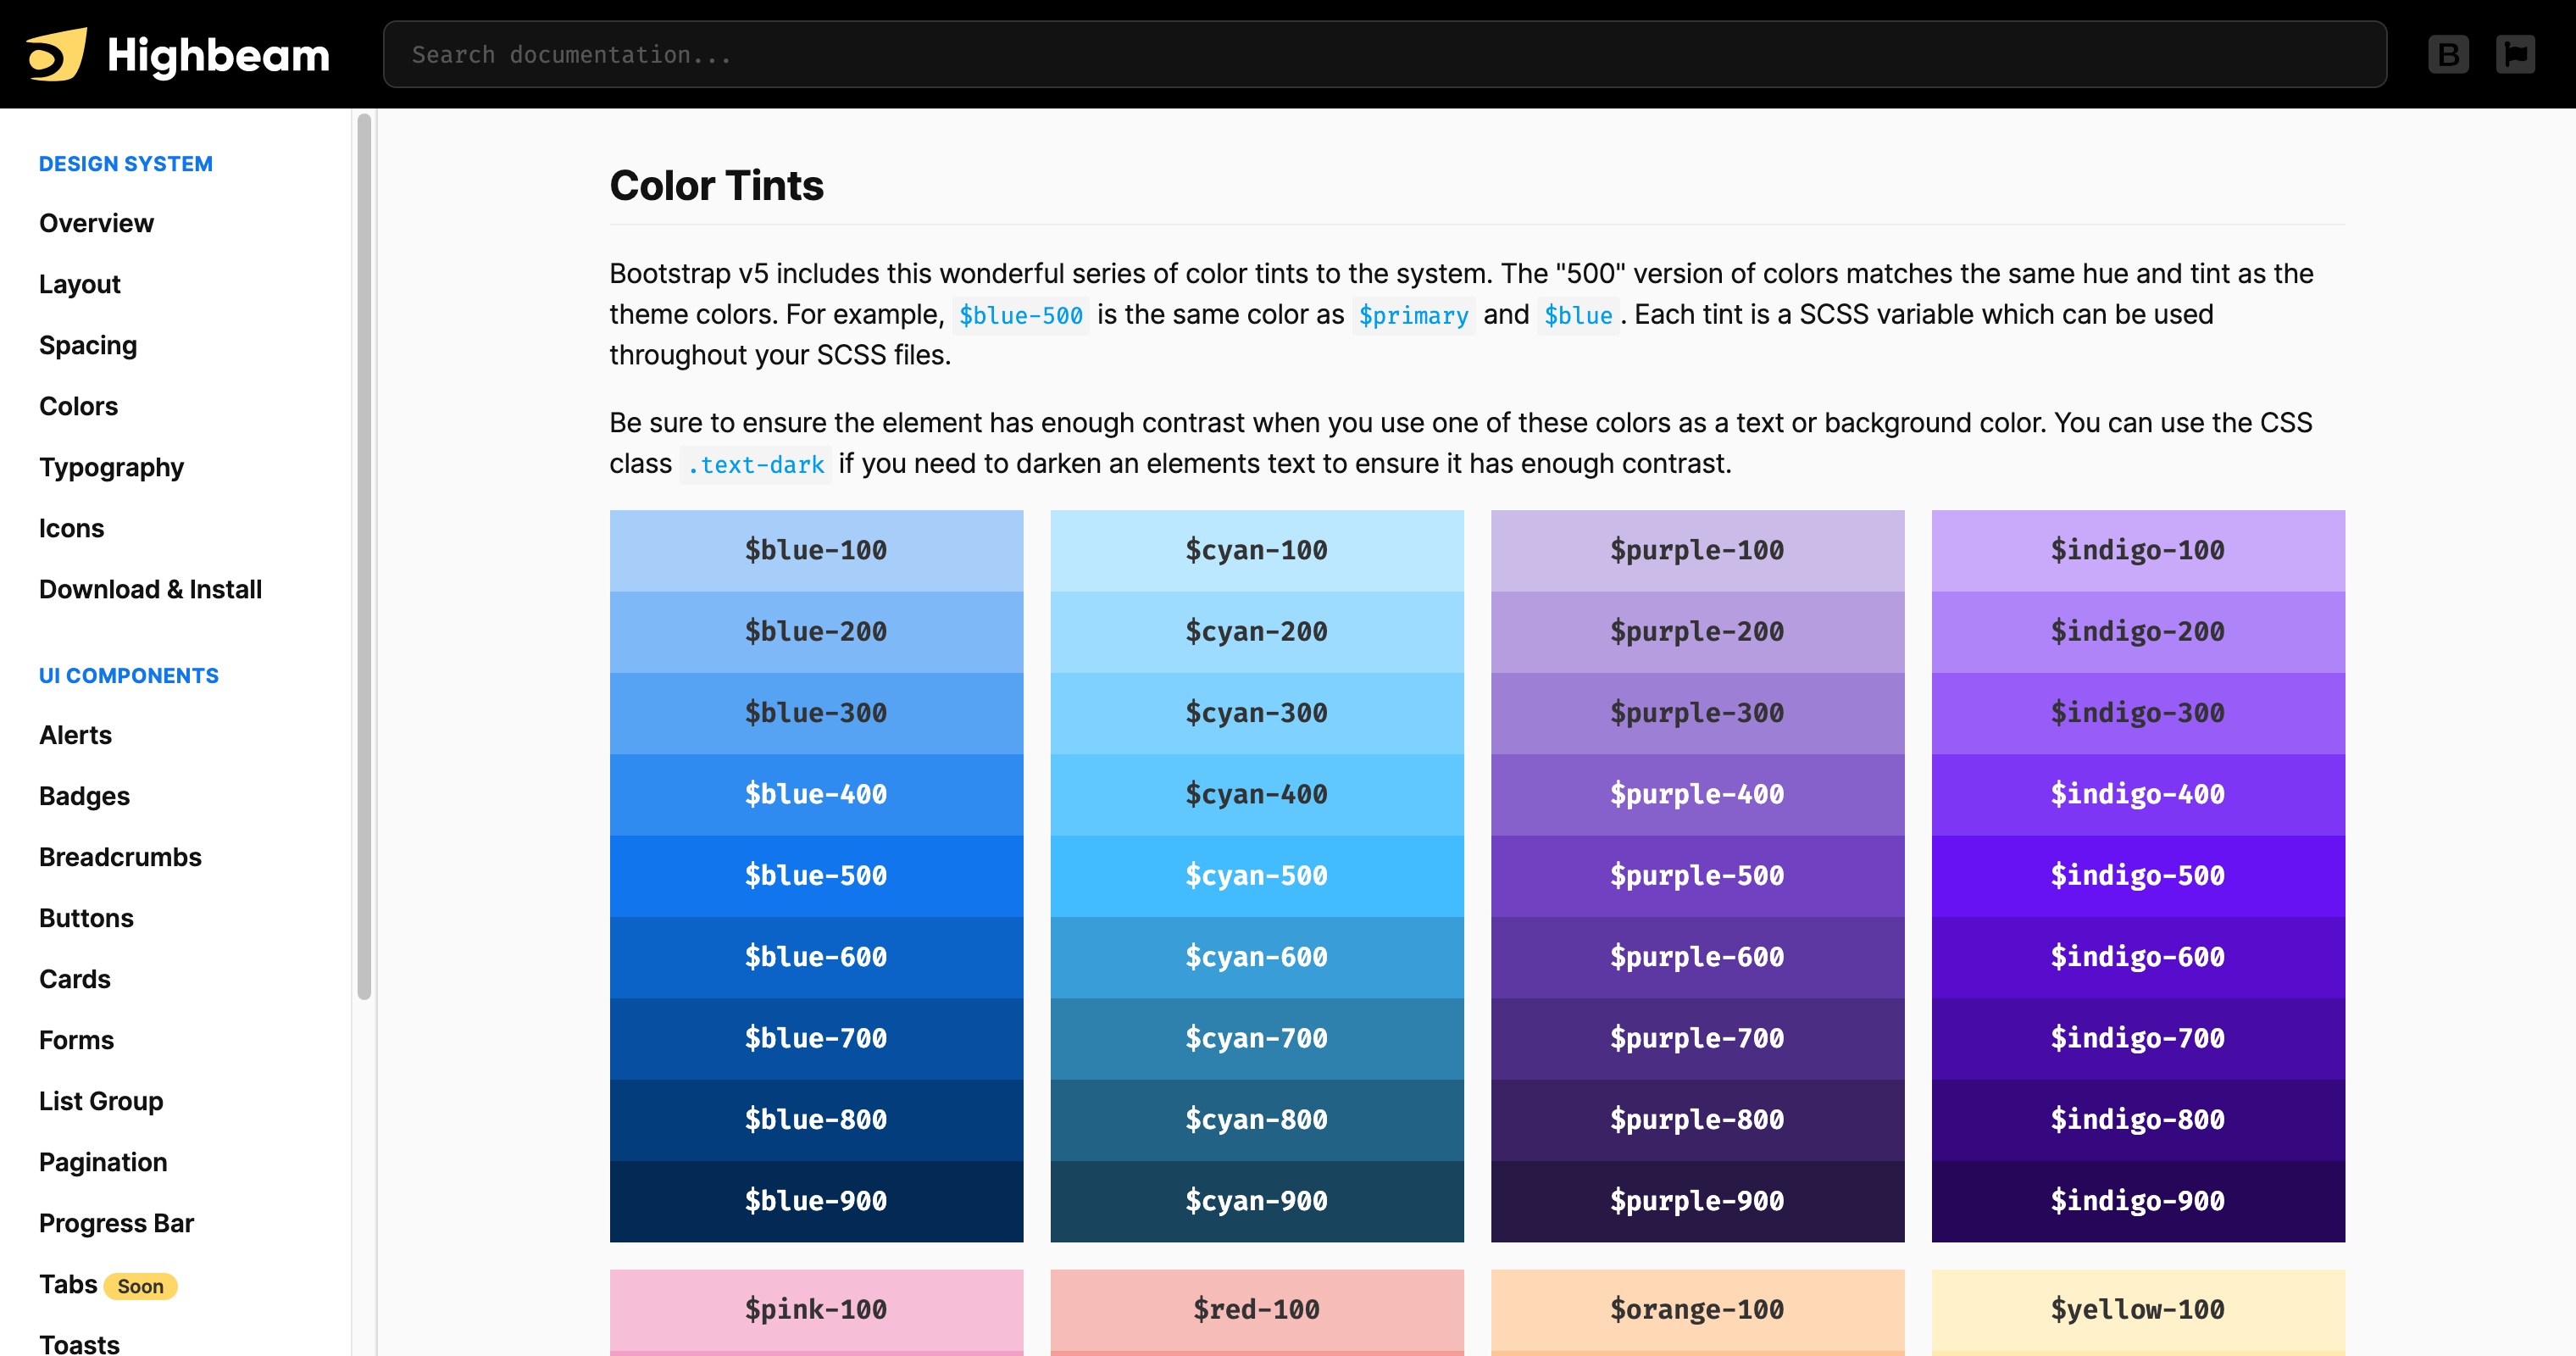 Highbeam
Search documentation...
B
DESIGN SYSTEM
Overview
Layout
Spacing
Colors
Typography
Icons
Download & Install
UI COMPONENTS
Alerts
Badges
Breadcrumbs
Buttons
Cards
Forms
List Group
Pagination
Progress Bar
Tabs Soon
Toasts
Color Tints
Bootstrap v5 includes this wonderful series of color tints to the system. The "500" version of colors matches the same hue and tint as the
theme colors. For example, $blue-500 is the same color as $primary and $blue. Each tint is a SCSS variable which can be used
throughout your SCSS files.
Be sure to ensure the element has enough contrast when you use one of these colors as a text or background color. You can use the CSS
class .text-dark if you need to darken an elements text to ensure it has enough contrast.
$blue-100 $cyan-100 $purple-100 $indigo-100
$blue-200 $cyan-200 $purple-200 $indigo-200
$blue-300 $cyan-300 $purple-300 $indigo-300
$blue-400 $cyan-400 $purple-400 $indigo-400
$blue-500 $cyan-500 $purple-500 $indigo-500
$blue-600 $cyan-600 $purple-600 $indigo-600
$blue-700 $cyan-700 $purple-700 $indigo-700
$blue-800 $cyan-800 $purple-800 $indigo-800
$blue-900 $cyan-900 $purple-900 $indigo-900
$pink-100 $red-100 $orange-100 $yellow-100